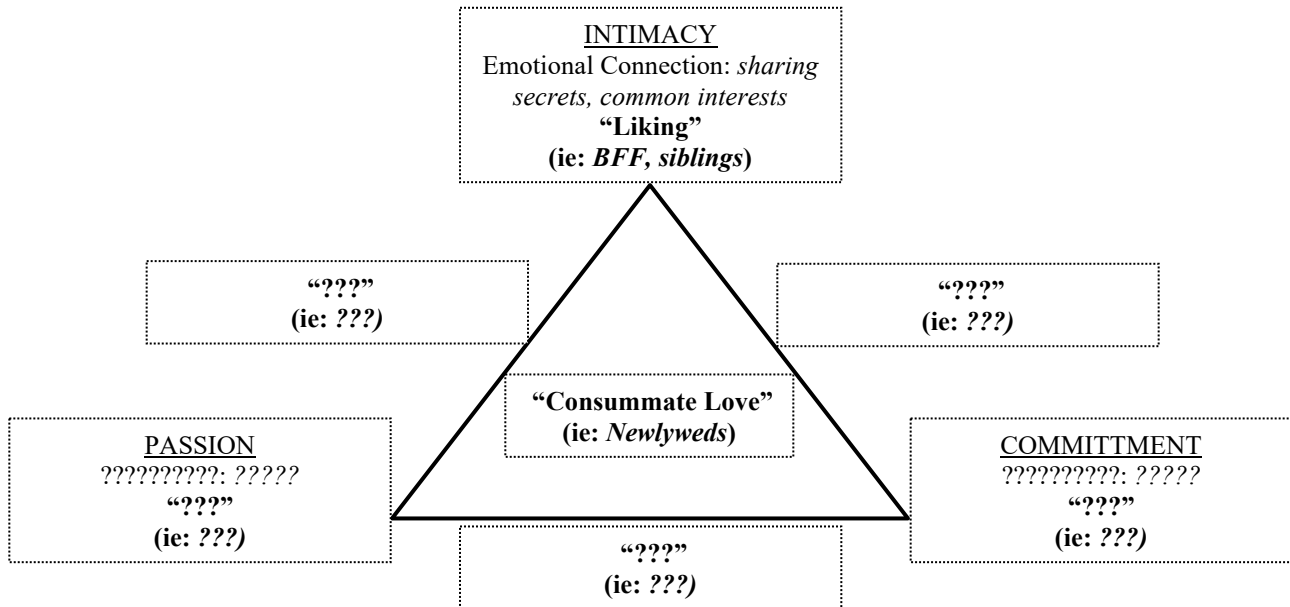 INTIMACY
Emotional Connection: sharing
secrets, common interests
“Liking”
(ie: BFF, siblings)
“???”
(ie: ???)
“???”
(ie: ???)
“Consummate Love”
(ie: Newlyweds)
PASSION
??????????: ?????
“???”
(ie: ???)
COMMITTMENT
??????????: ?????
“???”
(ie: ???)
“???”
(ie: ???)